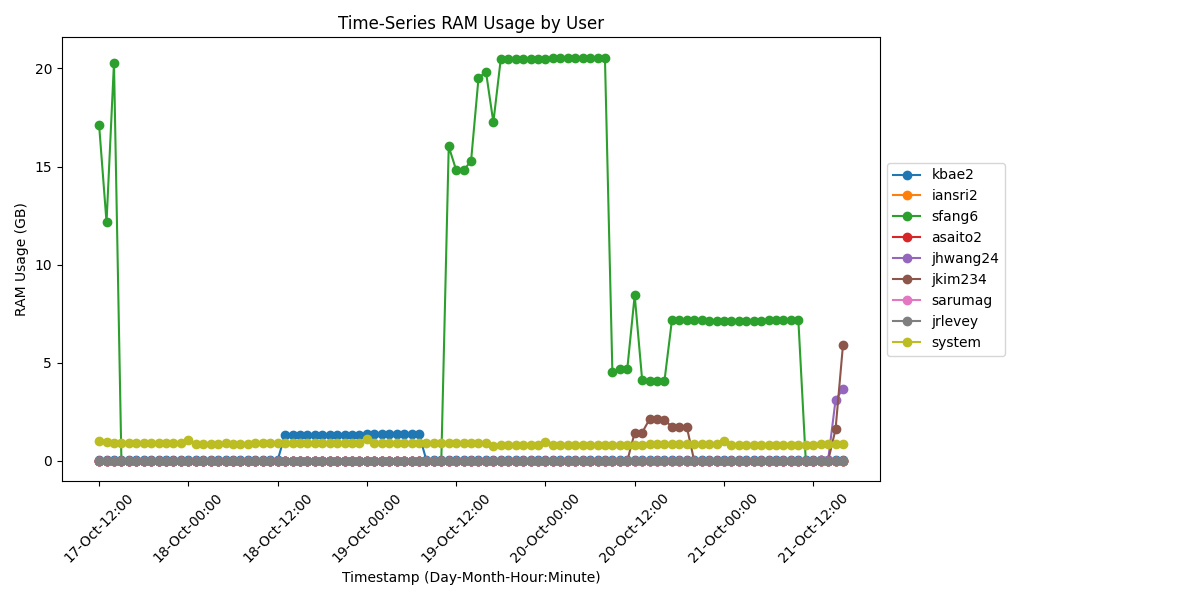 Time-Series RAM Usage by User
RAM Usage (GB)
20
15
10
5
0
17-Oct-12:00
18-Oct-00:00
18-Oct-12:00
19-Oct-00:00
19-Oct-12:00
20-Oct-00:00
20-Oct-12:00
21-Oct-00:00
21-Oct-12:00
Timestamp (Day-Month-Hour:Minute)
kbae2
iansri2
sfang6
asaito2
jhwang24
jkim234
sarumag
jrlevey
system